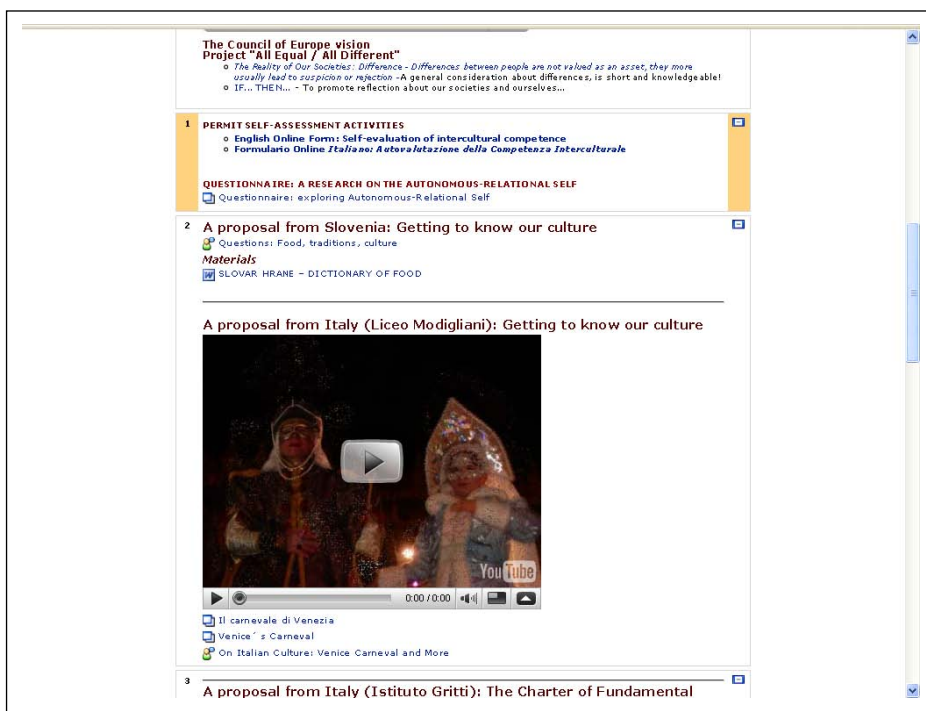 The Council of Europe vision
Project "All Equal / All Different"
The Reality of Our Societies: Difference - Differences between people are not valued as an asset, they more
usually lead to suspicion or rejection -A general consideration about differences, is short and knowledgeable!
IF... THEN... - To promote reflection about our societies and ourselves...
1 PERMIT SELF-ASSESSMENT ACTIVITIES
English Online Form: Self-evaluation of intercultural competence
Formulario Online Italiano: Autovalutazione della Competenza Interculturale
QUESTIONNAIRE: A RESEARCH ON THE AUTONOMOUS-RELATIONAL SELF
Questionnaire: exploring Autonomous-Relational Self
2 A proposal from Slovenia: Getting to know our culture
Questions: Food, traditions, culture
Materials
SLOVAR HRANE - DICTIONARY OF FOOD
A proposal from Italy (Liceo Modigliani): Getting to know our culture
YouTube
0:00 / 0:00
Il carnevale di Venezia
Venice´s Carneval
On Italian Culture: Venice Carneval and More
3
A proposal from Italy (Istituto Gritti): The Charter of Fundamental